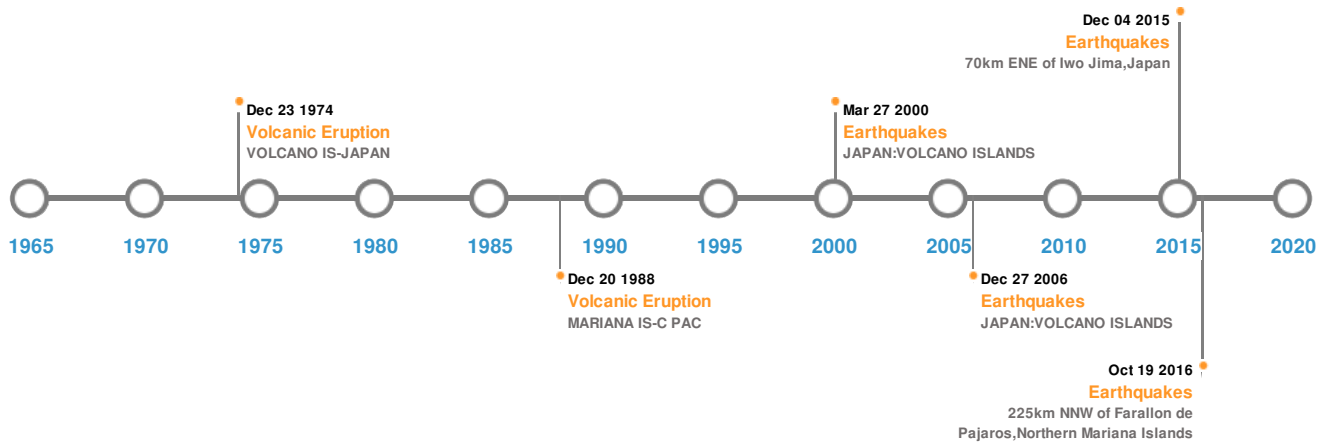 Dec 04 2015
Earthquakes
70km ENE of Iwo Jima,Japan
Dec 23 1974
Volcanic Eruption
VOLCANO IS-JAPAN
Mar 27 2000
Earthquakes
JAPAN:VOLCANO ISLANDS
1965 1970 1975 1980 1985 1990 1995 2000 2005 2010 2015 2020
Dec 20 1988
Volcanic Eruption
MARIANA IS-C PAC
Dec 27 2006
Earthquakes
JAPAN:VOLCANO ISLANDS
Oct 19 2016
Earthquakes
225km NNW of Farallon de
Pajaros,Northern Mariana Islands